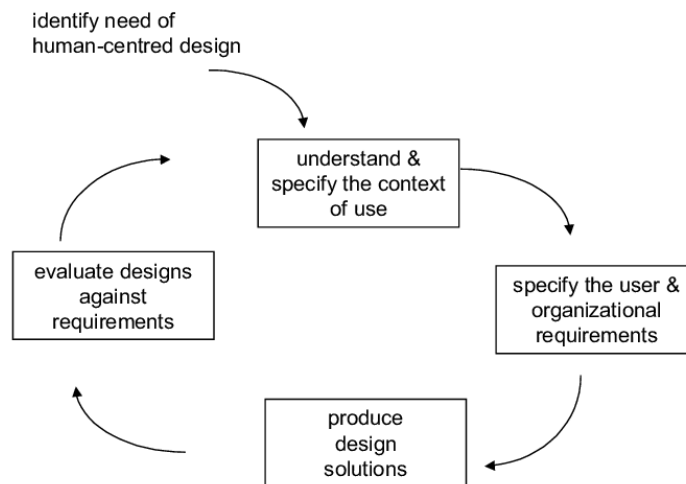 identify need of
human-centred design
understand &
specify the context
of use
specify the user &
organizational
requirements
produce
design
solutions
evaluate designs
against
requirements